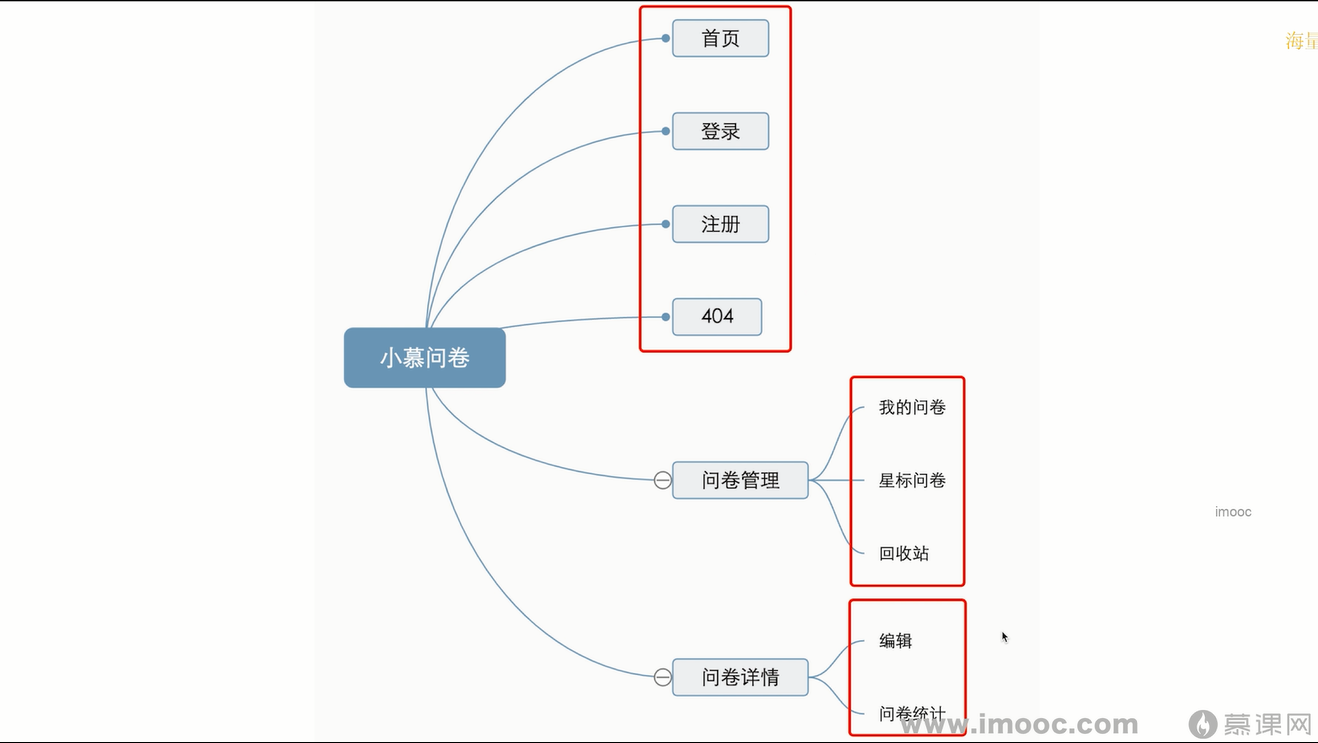 首页
海量
登录
注册
404
小慕问卷
我的问卷
问卷管理
星标问卷
imooc
回收站
编辑
问卷详情
问卷统计
www.imooc.com
慕课网